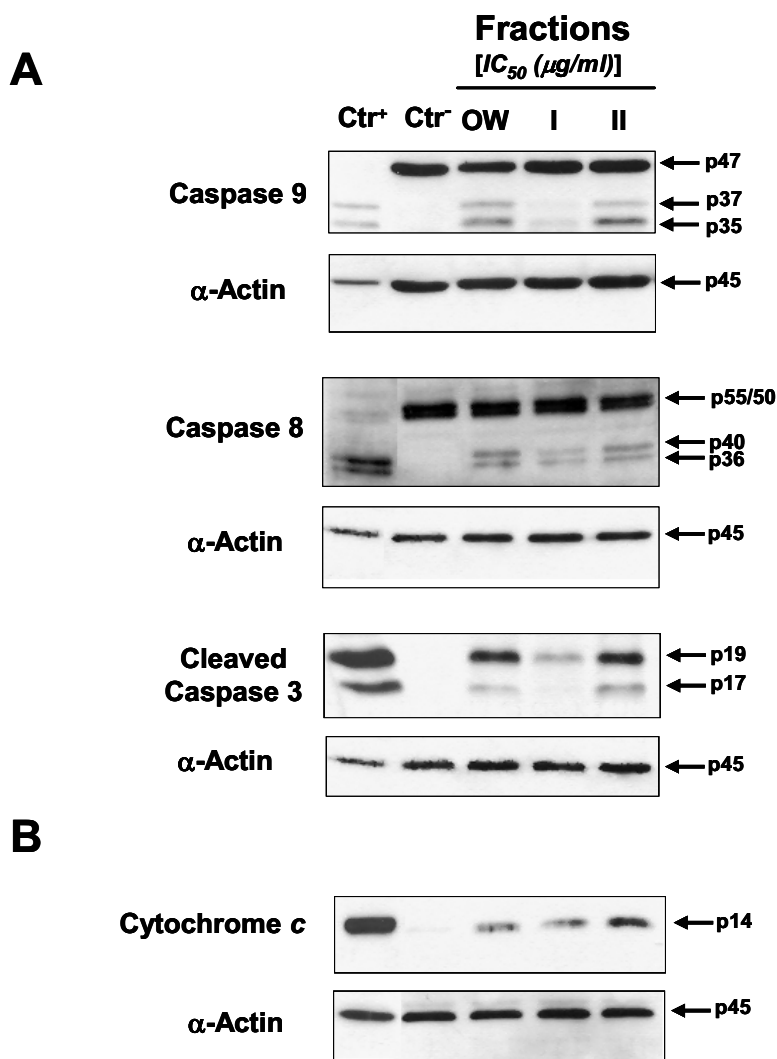 Fractions
[IC50 (μg/ml)]
A
Ctr+ Ctr- OW I II
Caspase 9
p47
p37
p35
α-Actin
p45
Caspase 8
p55/50
p40
p36
α-Actin
p45
Cleaved
Caspase 3
p19
p17
α-Actin
p45
B
Cytochrome c
p14
α-Actin
p45